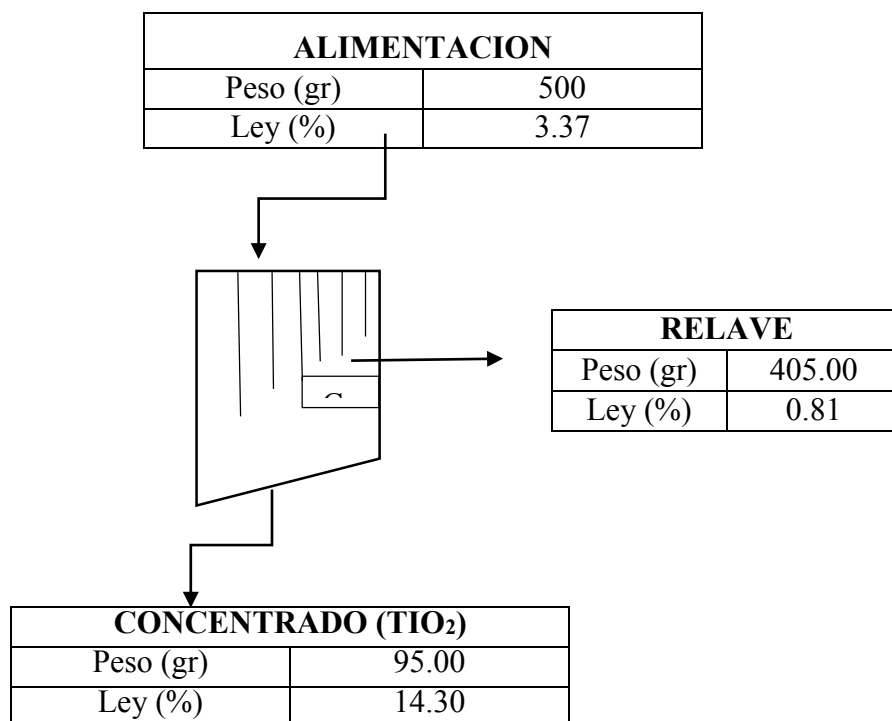 ALIMENTACION
Peso (gr) 500
Ley (%) 3.37
RELAVE
Peso (gr) 405.00
Ley (%) 0.81
CONCENTRADO (TIO₂)
Peso (gr) 95.00
Ley (%) 14.30